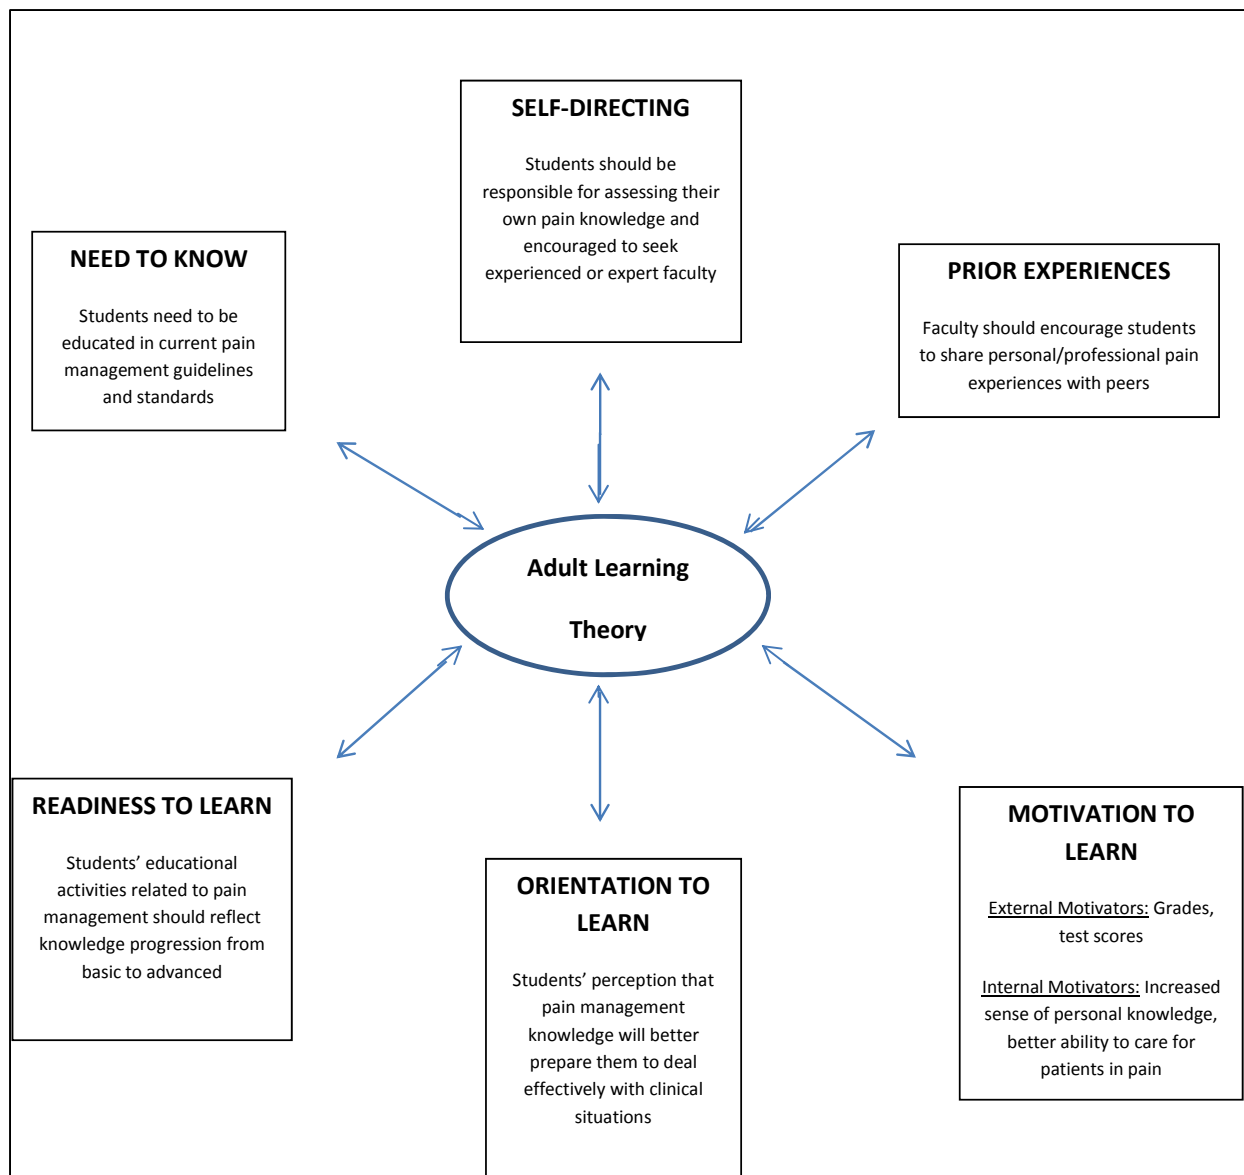 SELF-DIRECTING
Students should be
responsible for assessing their
own pain knowledge and
encouraged to seek
experienced or expert faculty
NEED TO KNOW
Students need to be
educated in current pain
management guidelines
and standards
PRIOR EXPERIENCES
Faculty should encourage students
to share personal/professional pain
experiences with peers
Adult Learning
Theory
READINESS TO LEARN
Students’ educational
activities related to pain
management should reflect
knowledge progression from
basic to advanced
ORIENTATION TO
LEARN
Students’ perception that
pain management
knowledge will better
prepare them to deal
effectively with clinical
situations
MOTIVATION TO
LEARN
External Motivators: Grades,
test scores
Internal Motivators: Increased
sense of personal knowledge,
better ability to care for
patients in pain